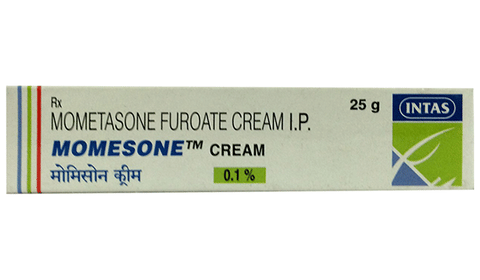 Rx
25 g
INTAS
MOMETASONE FUROATE CREAM I.P.
MOMESONE™ CREAM
मोमिसोन क्रीम
0.1 %